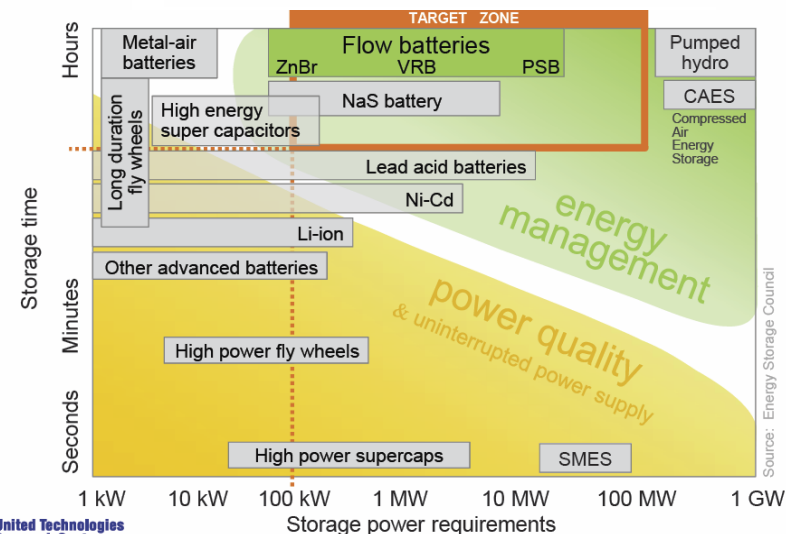 TARGET ZONE
Hours
Metal-air
batteries
Flow batteries
ZnBr VRB PSB
Pumped
hydro
Long duration
fly wheels
High energy
super capacitors
NaS battery
CAES
Compressed
Air
Energy
Storage
Lead acid batteries
Ni-Cd
Li-ion
Other advanced batteries
energy
management
Storage time
Minutes
power quality
& uninterrupted power supply
High power fly wheels
Seconds
High power supercaps
SMES
Source: Energy Storage Council
1 kW 10 kW 100 kW 1 MW 10 MW 100 MW 1 GW
Storage power requirements
United Technologies